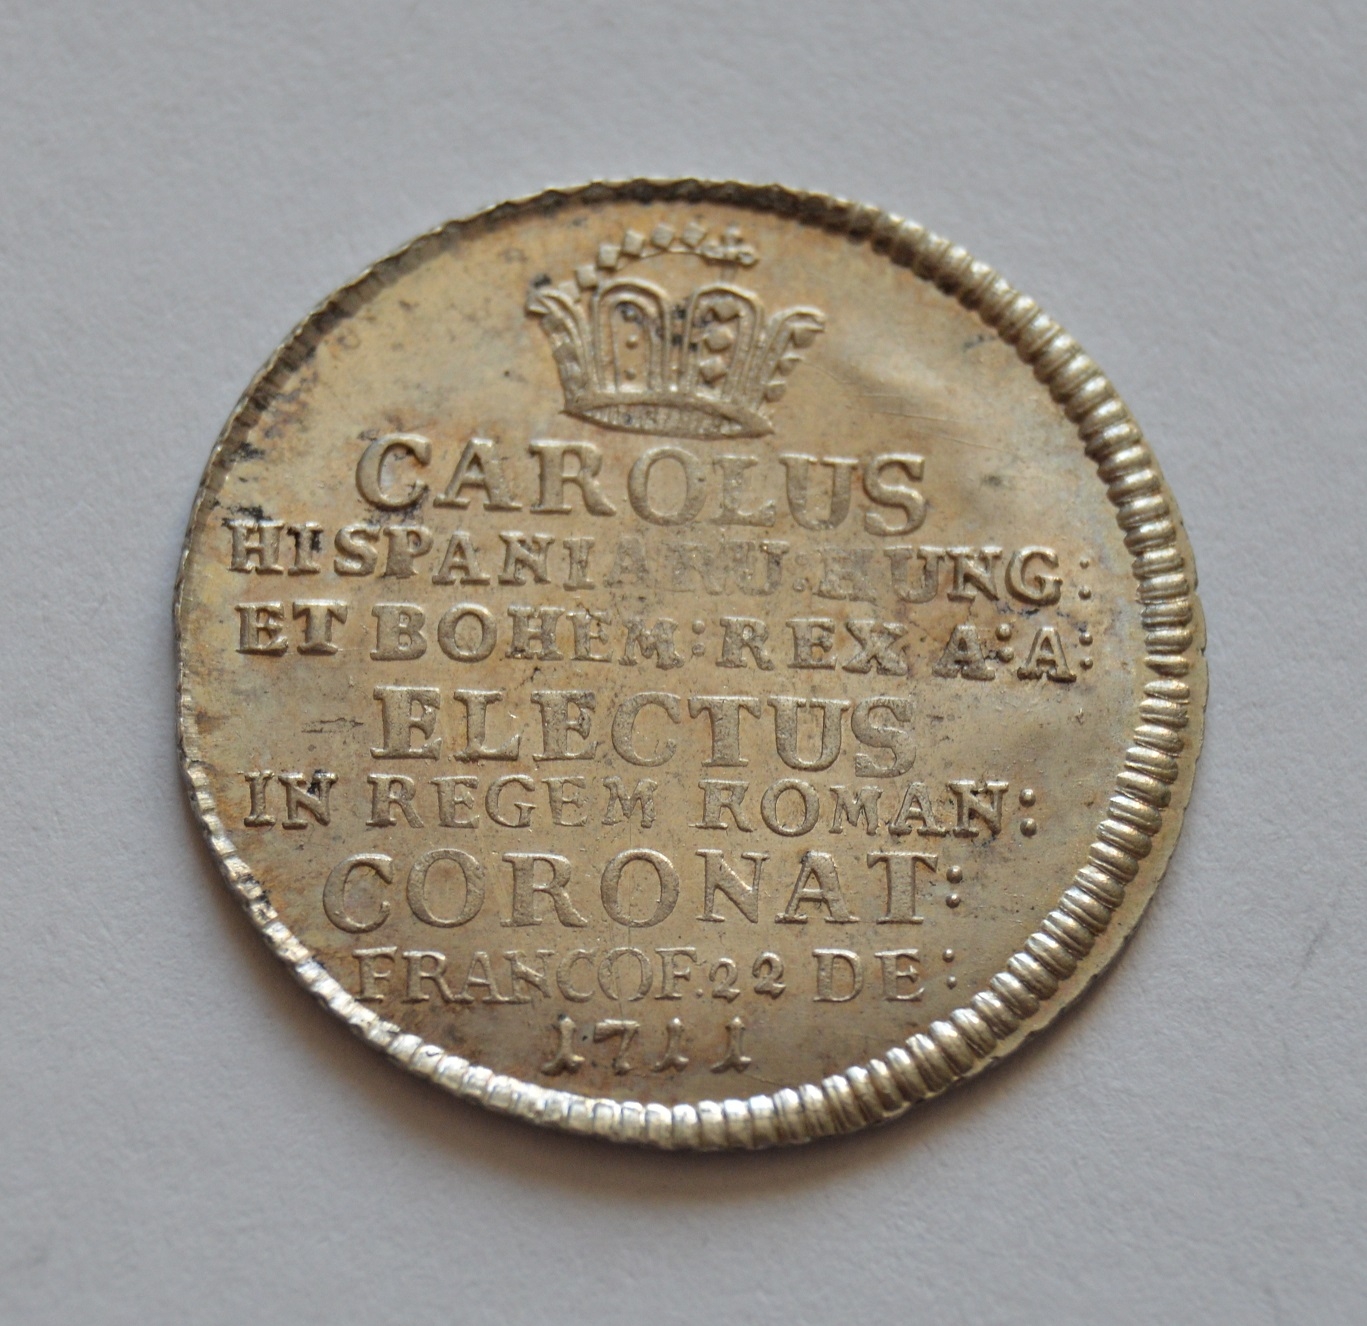 CAROLUS
HISPANIARU:HUNG:
ET BOHEM:REX A:A:
ELECTUS
IN REGEM ROMAN:
CORONAT:
FRANCOF.22 DE:
1711